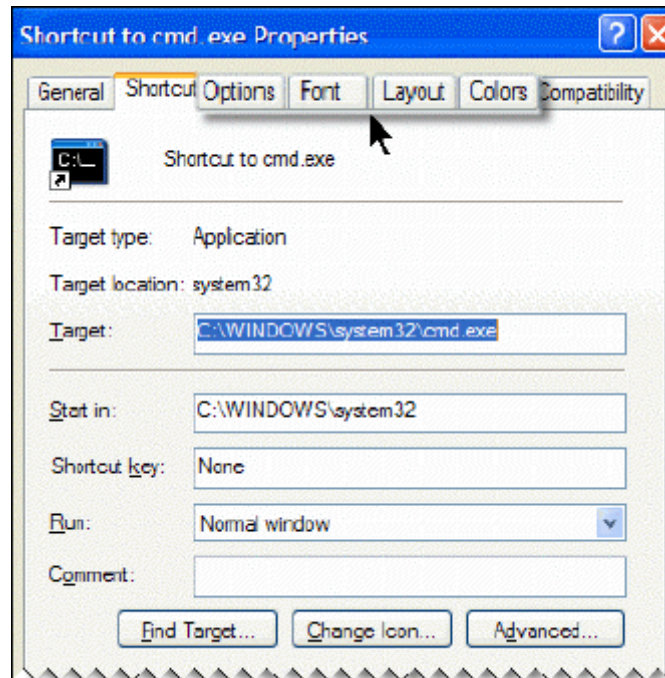 Shortcut to cmd.exe Properties
General Shortcut Options Font Layout Colors Compatibility
C:\_ Shortcut to cmd.exe
Target type: Application
Target location: system32
Target: C:\WINDOWS\system32\cmd.exe
Start in: C:\WINDOWS\system32
Shortcut key: None
Run: Normal window
Comment:
Find Target... Change Icon... Advanced...